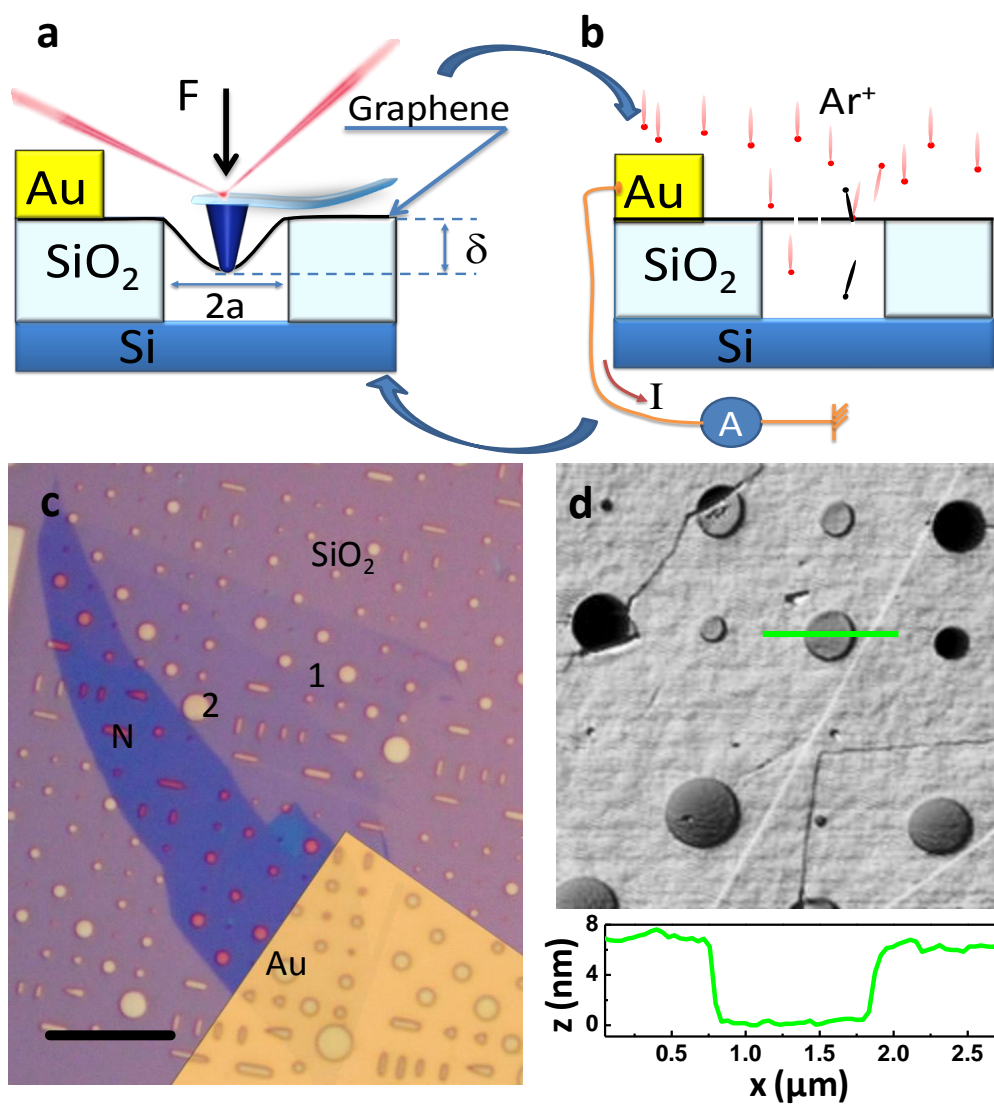 a
F
Graphene
Au
SiO₂
δ
2a
Si
b
Ar⁺
Au
SiO₂
Si
I
A
c
SiO₂
1
2
N
Au
d
8
4
0
z (nm)
0.5 1.0 1.5 2.0 2.5
x (μm)